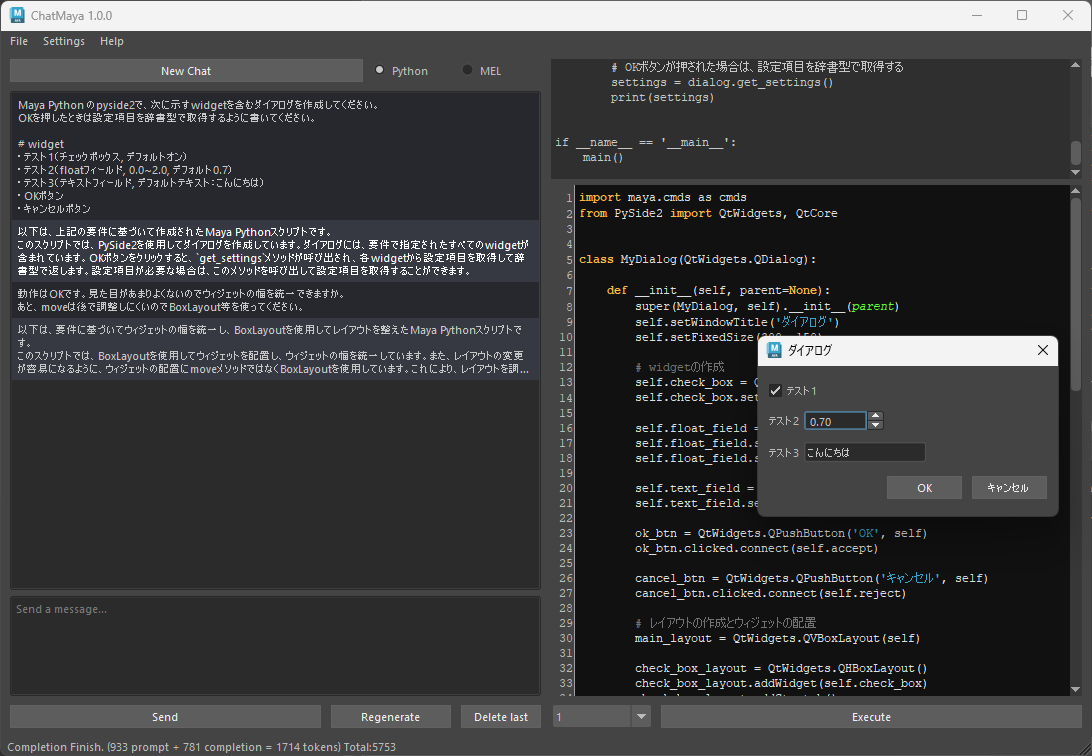 ChatMaya 1.0.0
File Settings Help
New Chat
Python
MEL
Maya Python のpyside2で、次に示すwidgetを含むダイアログを作成してください。
OKを押したときは設定項目を辞書型で取得するように書いてください。
# widget
・テスト1(チェックボックス, デフォルトオン)
・テスト2(floatフィールド, 0.0~2.0, デフォルト0.7)
・テスト3(テキストフィールド, デフォルトテキスト：こんにちは)
・OKボタン
・キャンセルボタン
以下は、上記の要件に基づいて作成されたMaya Pythonスクリプトです。
このスクリプトでは、PySide2を使用してダイアログを作成しています。ダイアログには、要件で指定されたすべてのwidgetが
含まれています。OKボタンをクリックすると、`get_settings`メソッドが呼び出され、各widgetから設定項目を取得して辞
書型で返します。設定項目が必要な場合は、このメソッドを呼び出して設定項目を取得することができます。
動作はOKです。見た目があまりよくないのでウィジェットの幅を統一できますか。
あと、moveは後で調整しにくいのでBoxLayout等を使ってください。
以下は、要件に基づいてウィジェットの幅を統一し、BoxLayoutを使用してレイアウトを整えたMaya Pythonスクリプトで
す。
このスクリプトでは、BoxLayoutを使用してウィジェットを配置し、ウィジェットの幅を統一しています。また、レイアウトの変更
が容易になるように、ウィジェットの配置にmoveメソッドではなくBoxLayoutを使用しています。これにより、レイアウトを調...
Send a message...
Send
Regenerate
Delete last
Completion Finish. (933 prompt + 781 completion = 1714 tokens) Total:5753
# OKボタンが押された場合は、設定項目を辞書型で取得する
settings = dialog.get_settings()
print(settings)
if __name__ == '__main__':
main()
1 import maya.cmds as cmds
2 from PySide2 import QtWidgets, QtCore
3
4
5 class MyDialog(QtWidgets.QDialog):
6
7 def __init__(self, parent=None):
8 super(MyDialog, self).__init__(parent)
9 self.setWindowTitle('ダイアログ')
10 self.setFixedSize(
11
12 # widgetの作成
13 self.check_box =
14 self.check_box.set
15
16 self.float_field =
17 self.float_field.
18 self.float_field.
19
20 self.text_field =
21 self.text_field.se
22
23 ok_btn = QtWidgets.QPushButton('OK', self)
24 ok_btn.clicked.connect(self.accept)
25
26 cancel_btn = QtWidgets.QPushButton('キャンセル', self)
27 cancel_btn.clicked.connect(self.reject)
28
29 # レイアウトの作成とウィジェットの配置
30 main_layout = QtWidgets.QVBoxLayout(self)
31
32 check_box_layout = QtWidgets.QHBoxLayout()
33 check_box_layout.addWidget(self.check_box)
ダイアログ
テスト1
テスト2 0.70
テスト3 こんにちは
OK
キャンセル
1
Execute